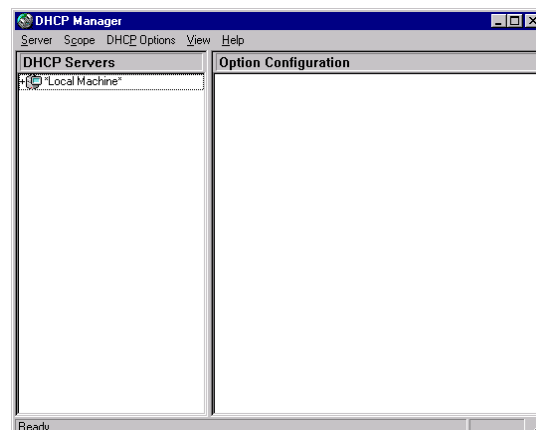 DHCP Manager
Server Scope DHCP Options View Help
DHCP Servers
Option Configuration
*Local Machine*
Ready